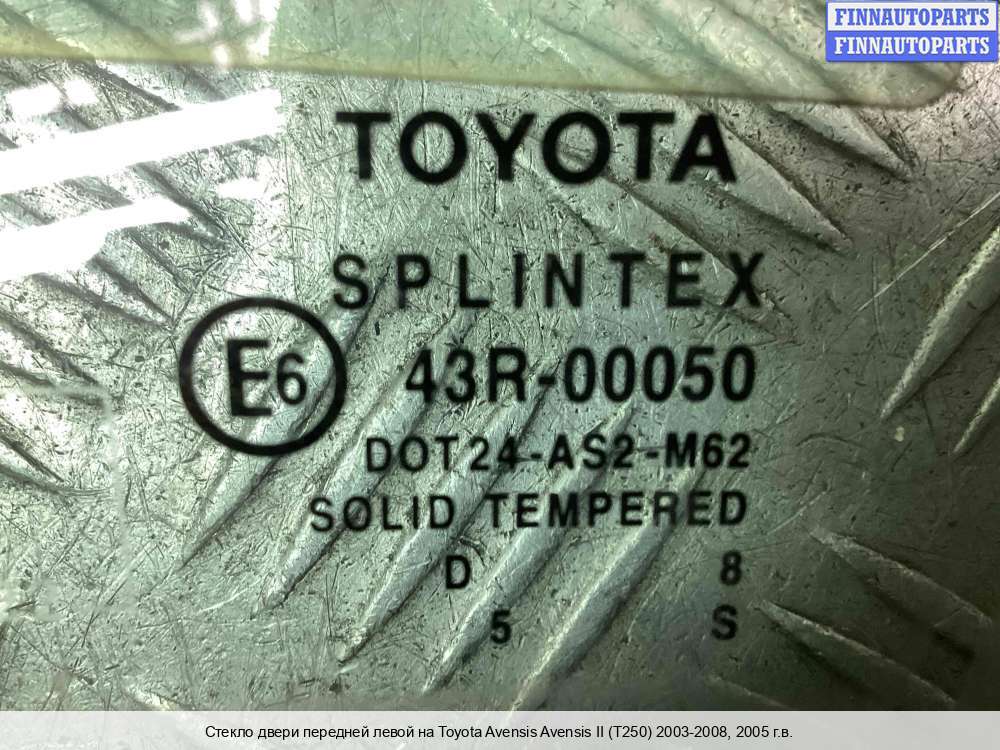 FINNAUTOPARTS
FINNAUTOPARTS
TOYOTA
SPLINTEX
E6 43R-00050
DOT24-AS2-M62
SOLID TEMPERED
D 8
5 S
Стекло двери передней левой на Toyota Avensis Avensis II (T250) 2003-2008, 2005 г.в.